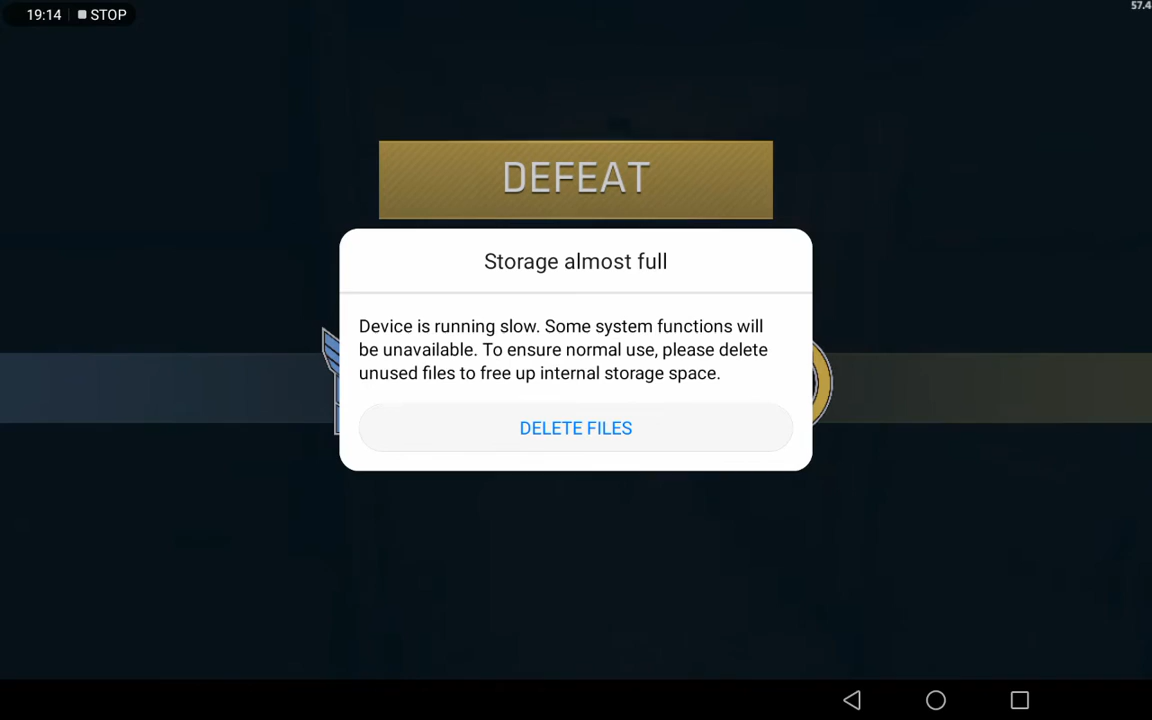 19:14 STOP
57.4
DEFEAT
Storage almost full
Device is running slow. Some system functions will
be unavailable. To ensure normal use, please delete
unused files to free up internal storage space.
DELETE FILES